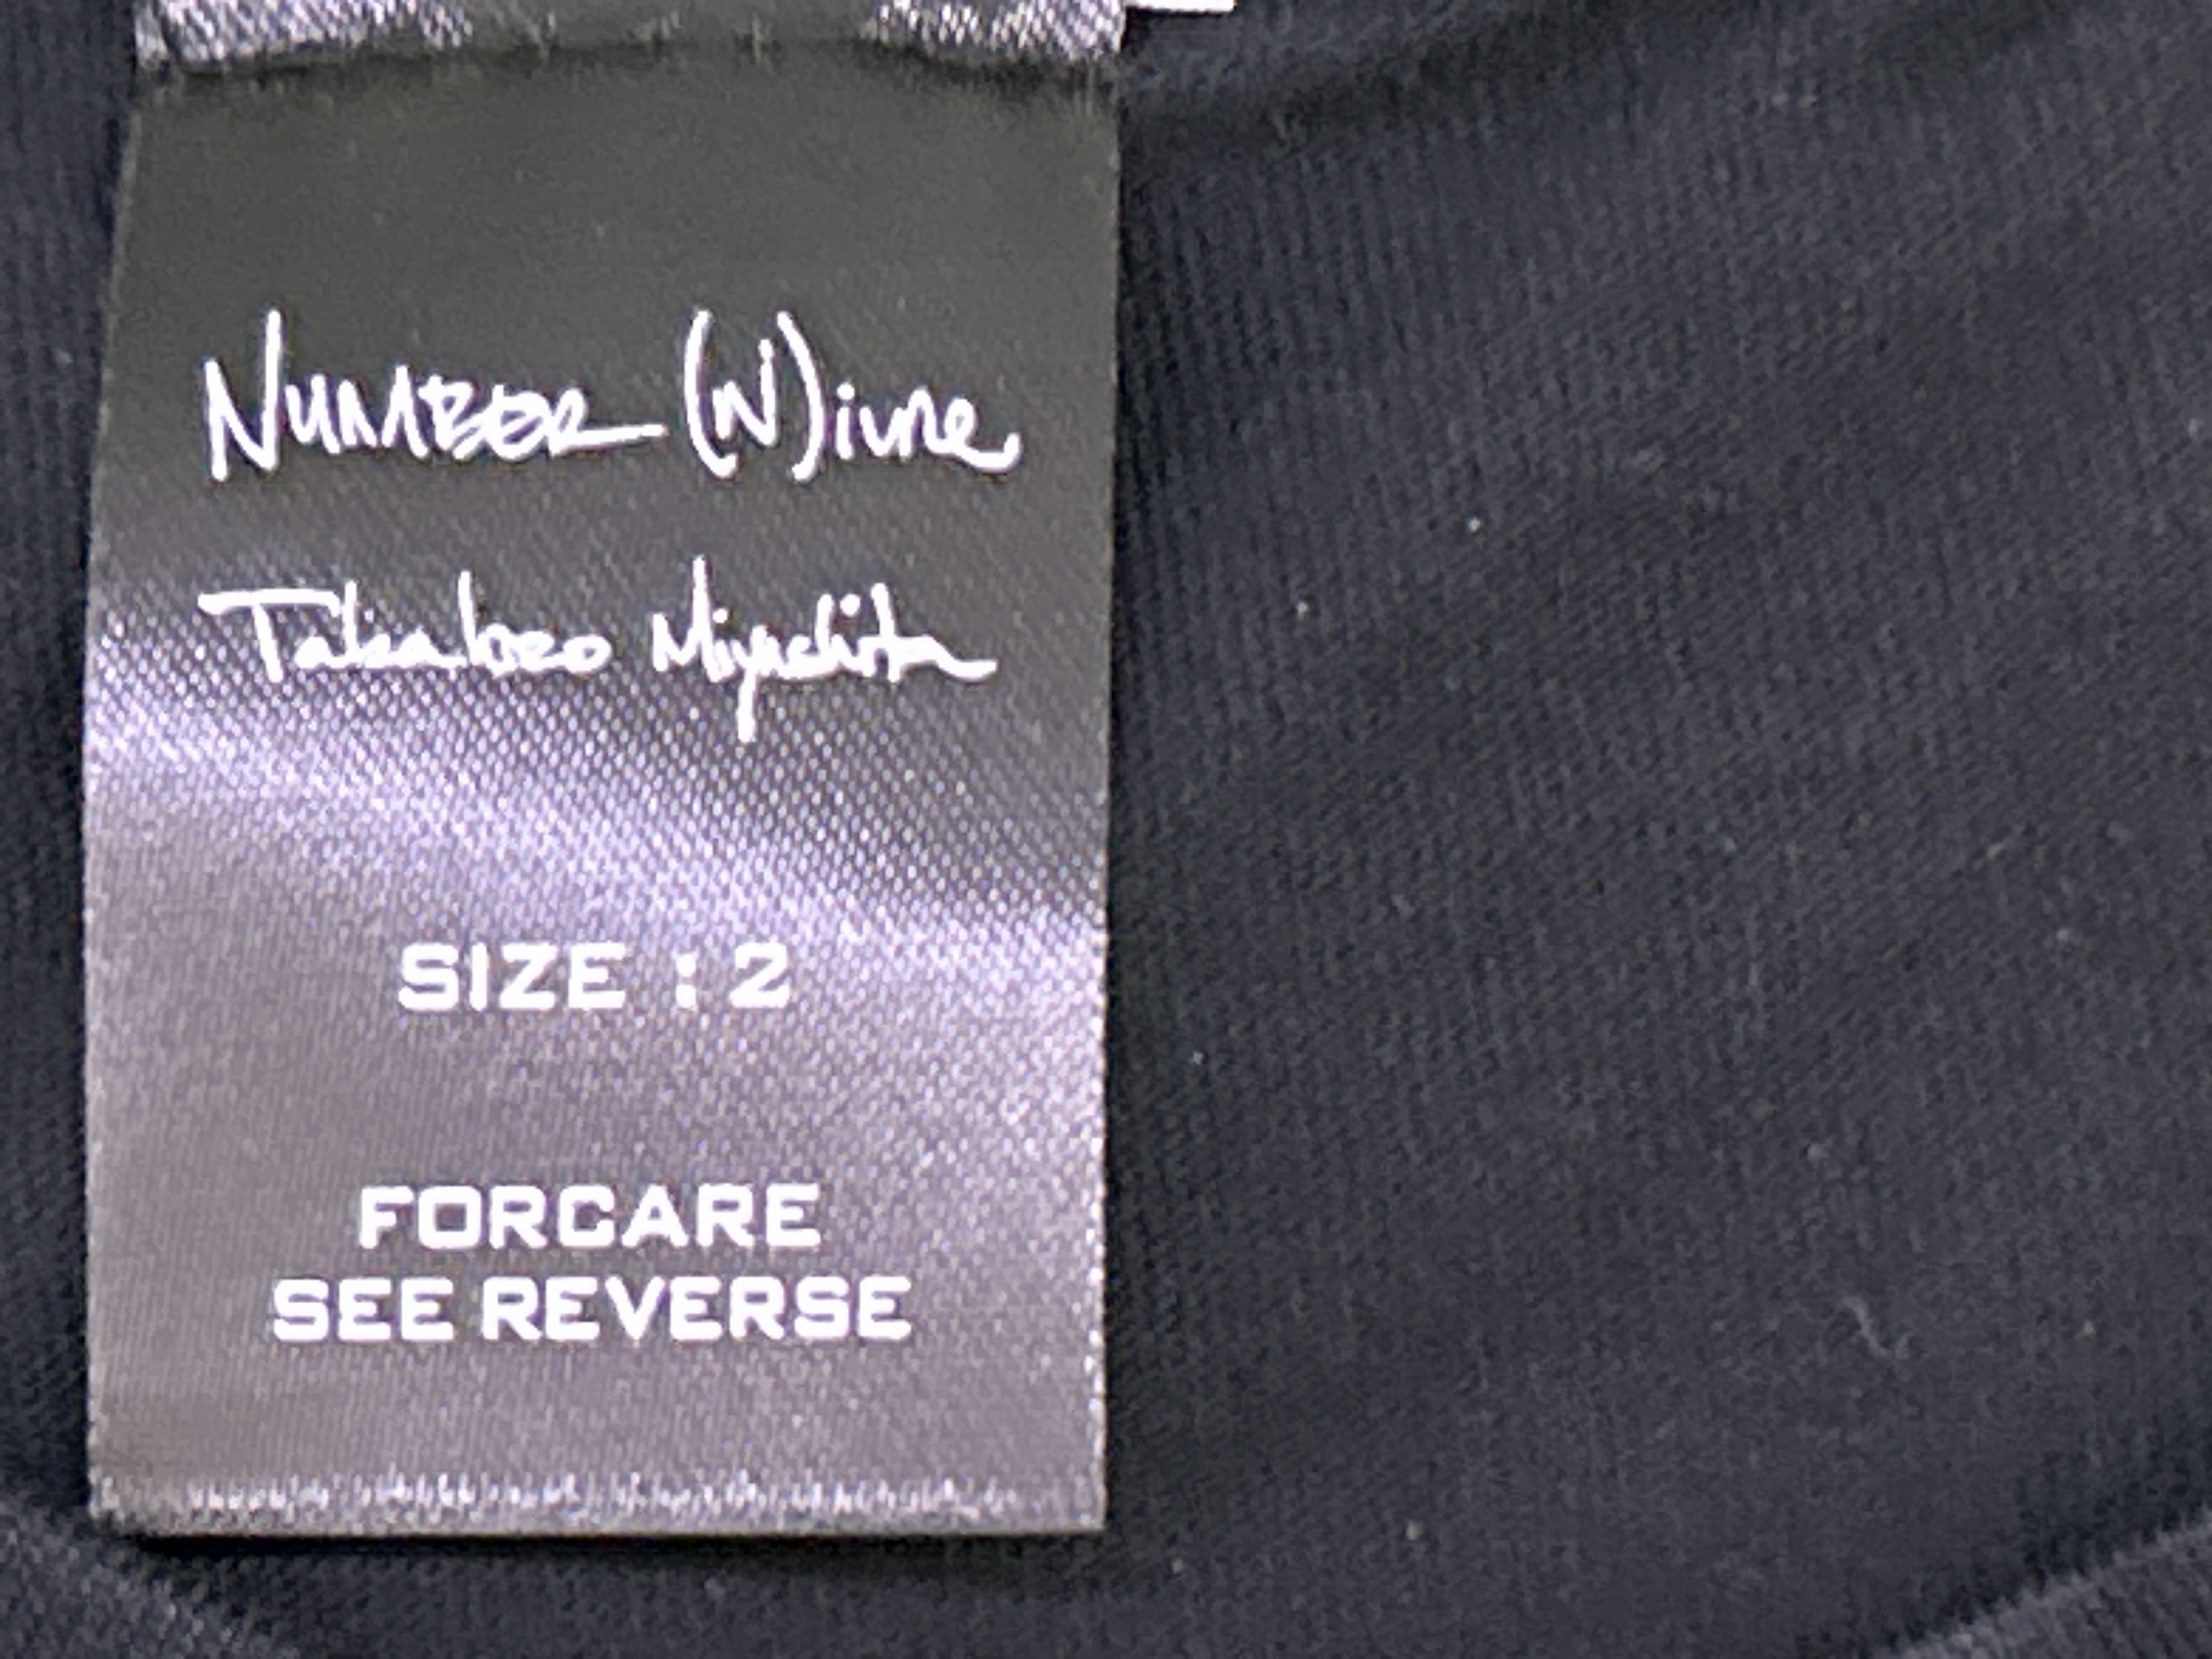 NUMBER (N)ine
Takahiro Miyashita
SIZE : 2
FORCARE
SEE REVERSE